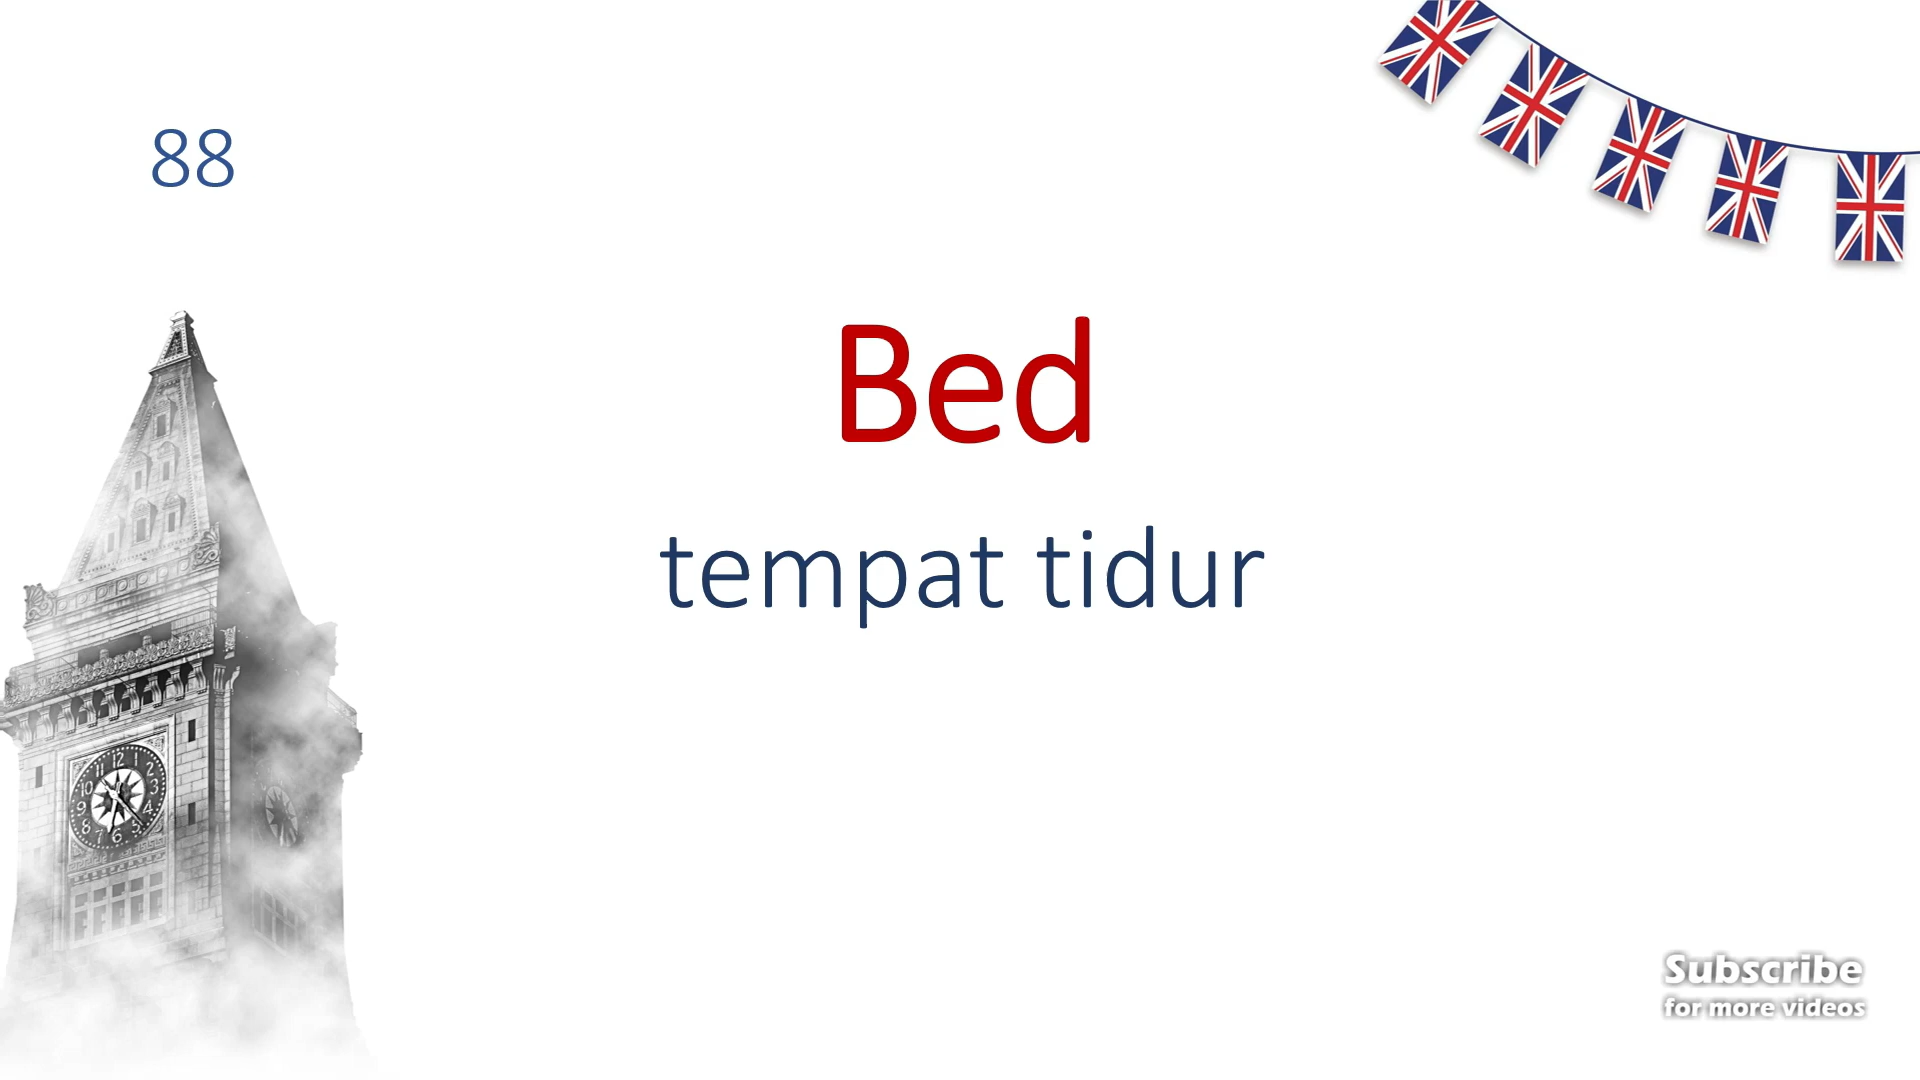 88
Bed
tempat tidur
Subscribe
for more videos